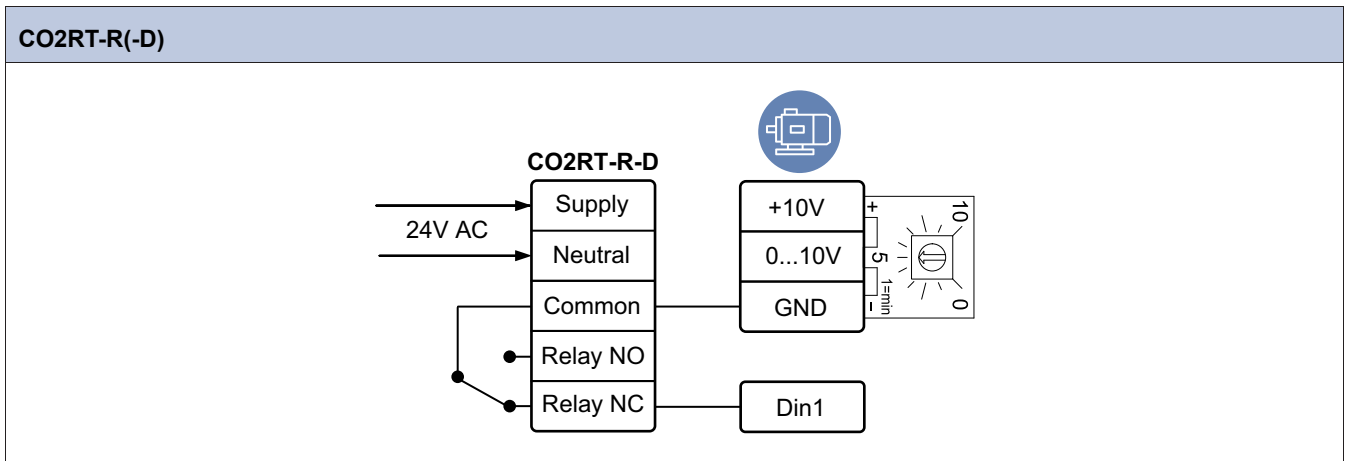 CO2RT-R(-D)
CO2RT-R-D
24V AC
Supply
Neutral
Common
Relay NO
Relay NC
+10V
0...10V
GND
Din1
+
-
10
5
0
1=min